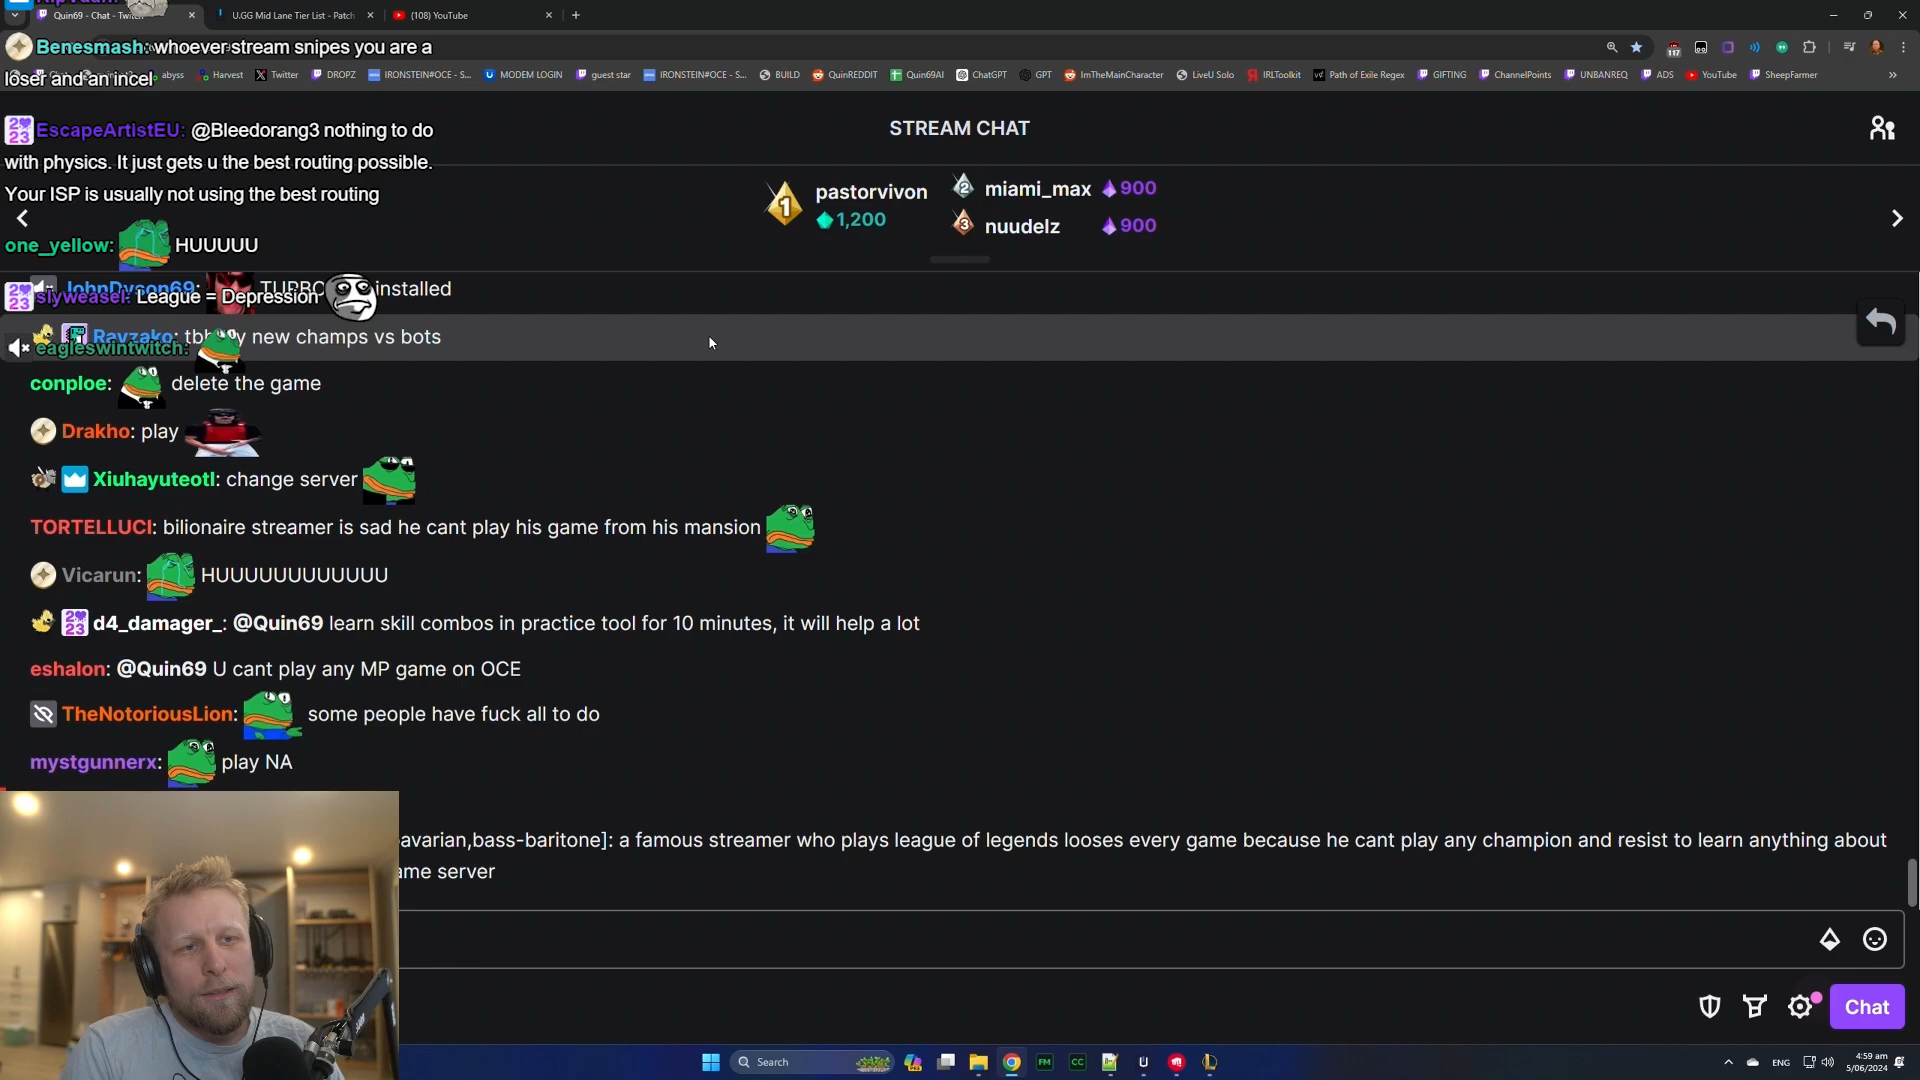 Quin69 - Chat - Twitch
U.GG Mid Lane Tier List - Patch
(108) YouTube
Benesmash: whoever stream snipes you are a
loser and an incel
abyss
Harvest
Twitter
DROPZ
IRONSTEIN#OCE - S...
MODEM LOGIN
guest star
IRONSTEIN#OCE - S...
BUILD
QuinREDDIT
Quin69AI
ChatGPT
GPT
ImTheMainCharacter
LiveU Solo
IRLToolkit
Path of Exile Regex
GIFTING
ChannelPoints
UNBANREQ
ADS
YouTube
SheepFarmer
117
EscapeArtistEU: @Bleedorang3 nothing to do
with physics. It just gets u the best routing possible.
Your ISP is usually not using the best routing
STREAM CHAT
1 pastorvivon
1,200
2 miami_max 900
3 nuudelz 900
one_yellow: HUUUUU
JohnDyson69: TURBO installed
slyweasel: League = Depression
Rayzako: tbh new champs vs bots
eagleswintwitch:
conploe: delete the game
Drakho: play
Xiuhayuteotl: change server
TORTELLUCI: bilionaire streamer is sad he cant play his game from his mansion
Vicarun: HUUUUUUUUUUUU
d4_damager_: @Quin69 learn skill combos in practice tool for 10 minutes, it will help a lot
eshalon: @Quin69 U cant play any MP game on OCE
TheNotoriousLion: some people have fuck all to do
mystgunnerx: play NA
avarian,bass-baritone]: a famous streamer who plays league of legends looses every game because he cant play any champion and resist to learn anything about
ame server
Chat
Search
FM
CC
ENG
4:59 am
5/06/2024